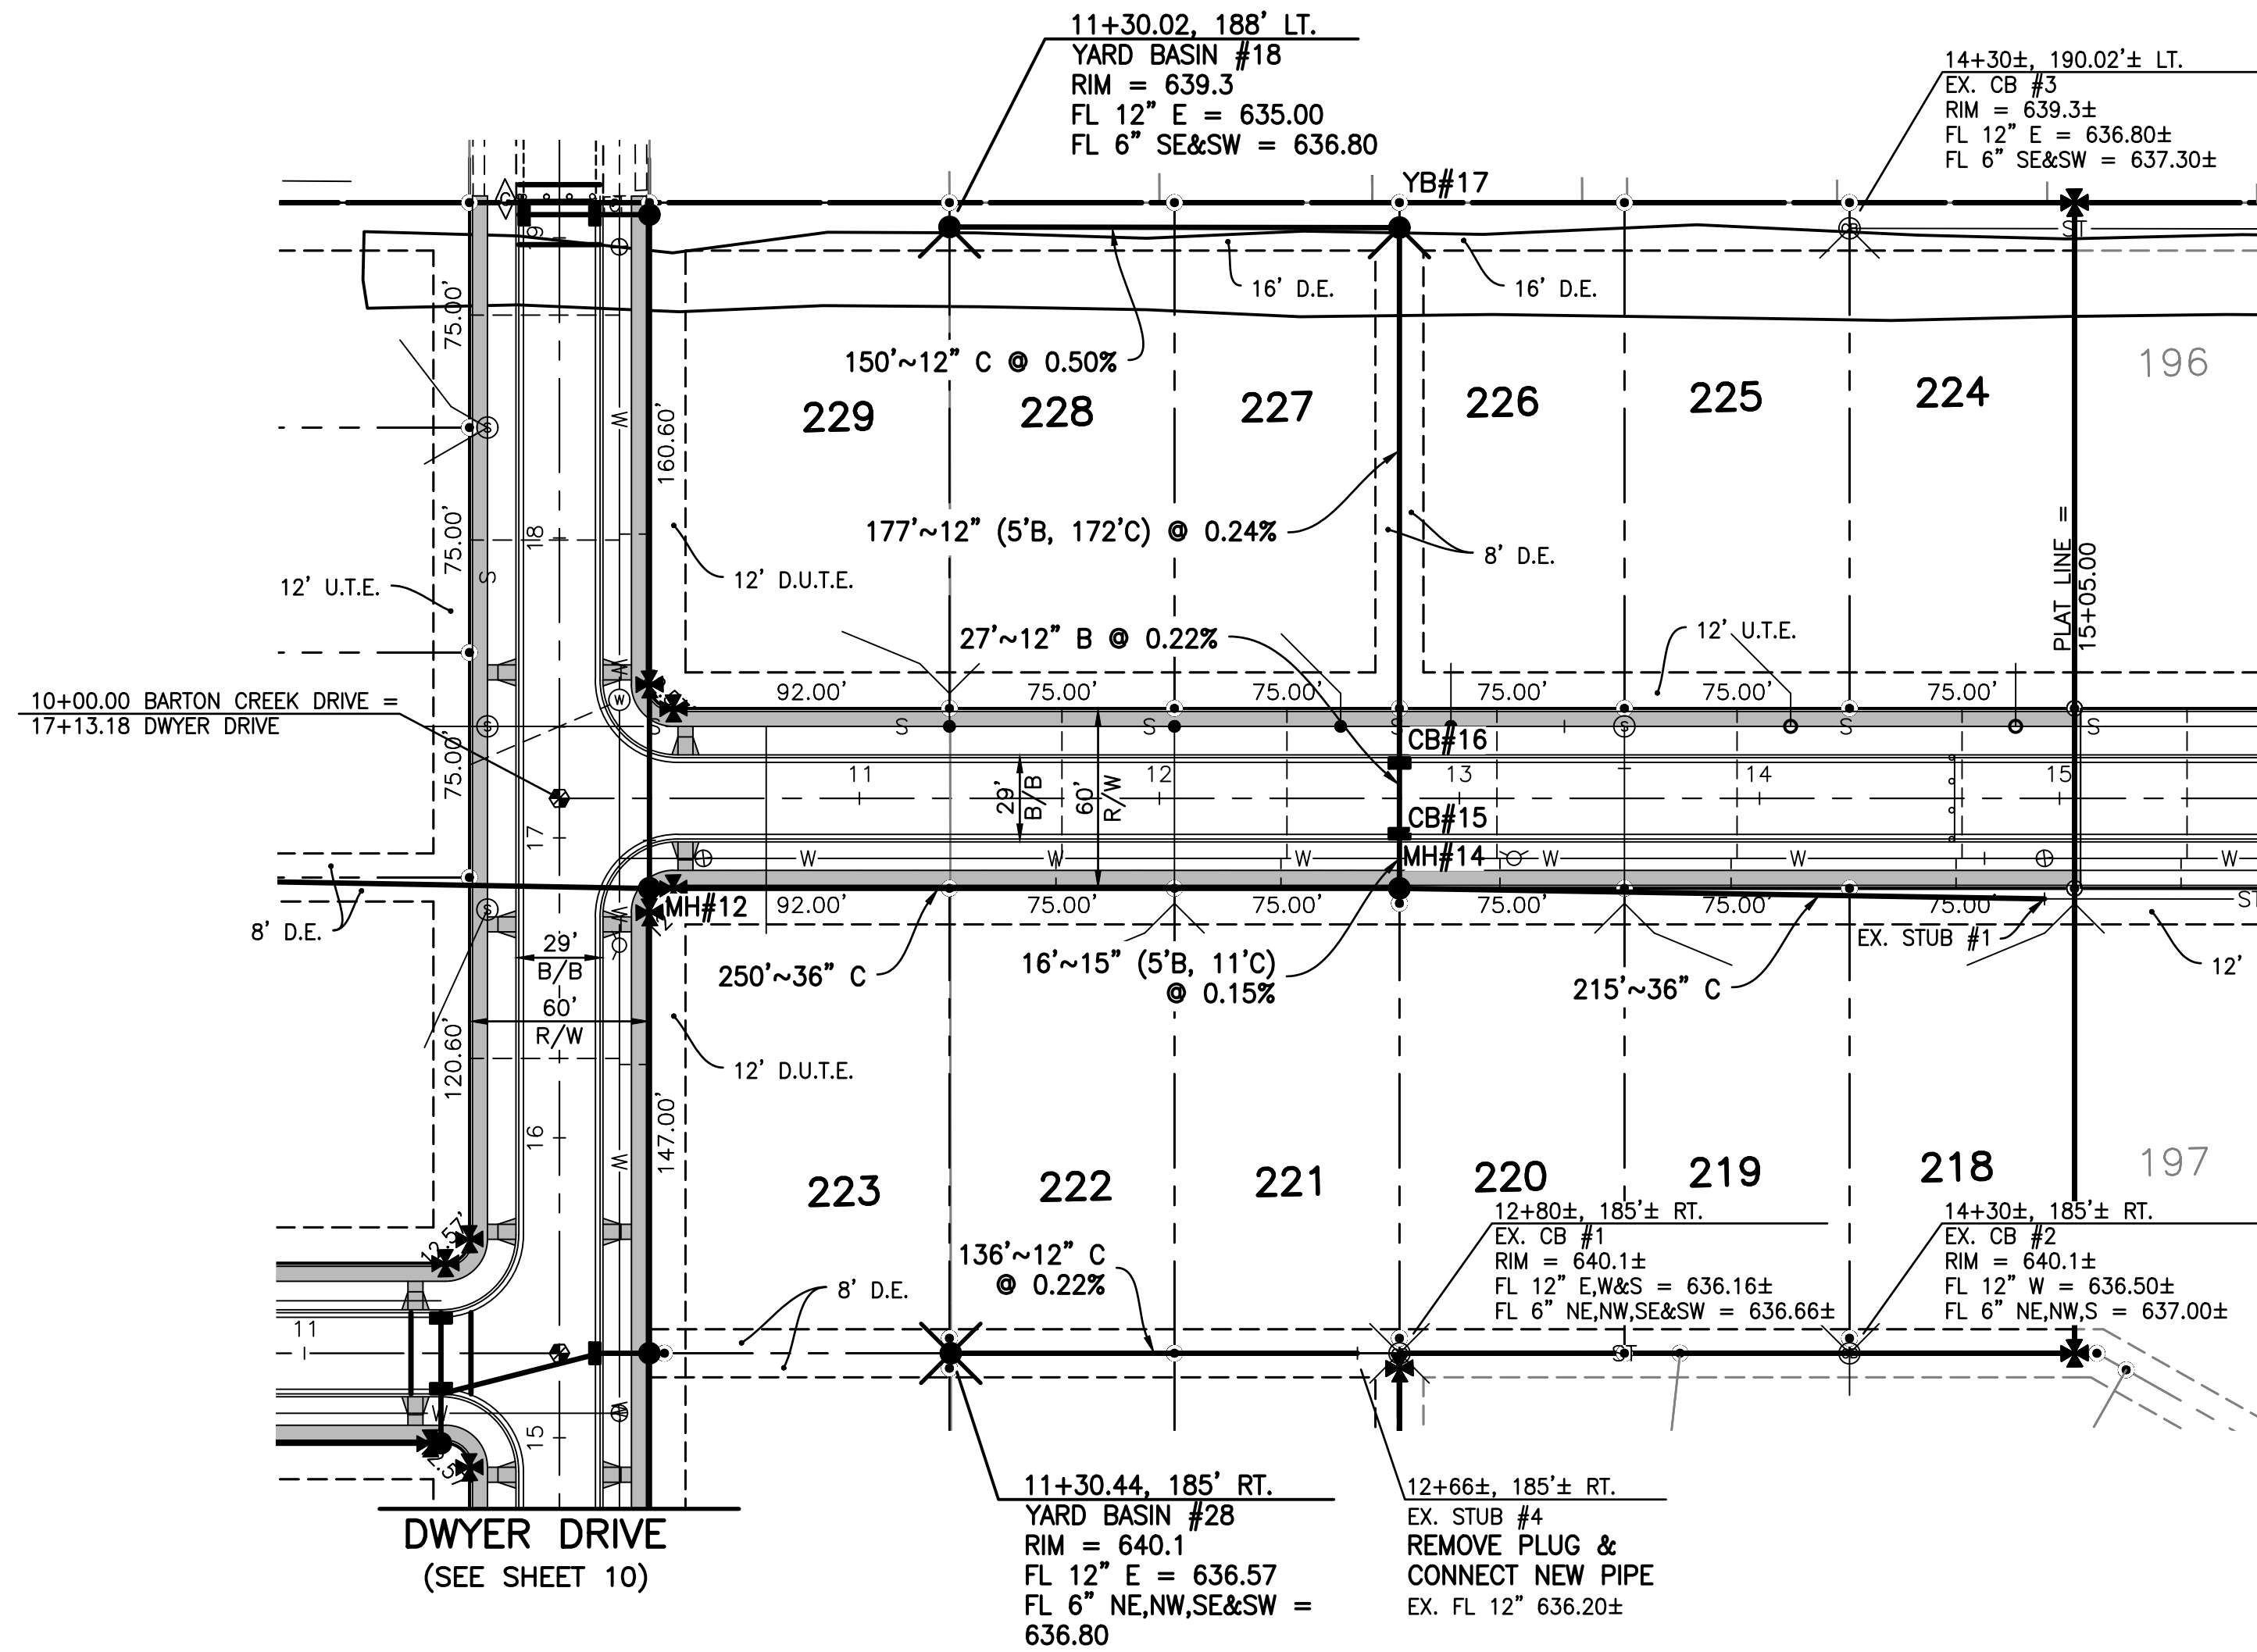 11+30.02, 188' LT.
YARD BASIN #18
RIM = 639.3
FL 12" E = 635.00
FL 6" SE&SW = 636.80
14+30±, 190.02'± LT.
EX. CB #3
RIM = 639.3±
FL 12" E = 636.80±
FL 6" SE&SW = 637.30±
YB#17
CB
ST
19
16' D.E.
16' D.E.
75.00'
150'~12" C @ 0.50%
196
229
228
227
226
225
224
160.60'
W
S
18
75.00'
177'~12" (5'B, 172'C) @ 0.24%
8' D.E.
12' D.U.T.E.
12' U.T.E.
S
PLAT LINE =
15+05.00
27'~12" B @ 0.22%
12' U.T.E.
W
10+00.00 BARTON CREEK DRIVE =
17+13.18 DWYER DRIVE
92.00'
75.00'
75.00'
75.00'
75.00'
75.00'
W
S
S
S
S
S
S
S
S
CB#16
75.00'
11
12
13
14
15
29'
B/B
60'
R/W
CB#15
17
W
W
W
MH#14
W
W
W
8' D.E.
S
W
MH#12
92.00'
75.00'
75.00'
75.00'
75.00'
75.00'
ST
EX. STUB #1
29'
B/B
250'~36" C
16'~15" (5'B, 11'C)
@ 0.15%
215'~36" C
12'
60'
R/W
120.60'
12' D.U.T.E.
147.00'
16
W
223
222
221
220
219
218
197
12.57'
12+80±, 185'± RT.
EX. CB #1
RIM = 640.1±
FL 12" E,W&S = 636.16±
FL 6" NE,NW,SE&SW = 636.66±
14+30±, 185'± RT.
EX. CB #2
RIM = 640.1±
FL 12" W = 636.50±
FL 6" NE,NW,S = 637.00±
136'~12" C
@ 0.22%
8' D.E.
11
ST
W
W
15
DWYER DRIVE
(SEE SHEET 10)
11+30.44, 185' RT.
YARD BASIN #28
RIM = 640.1
FL 12" E = 636.57
FL 6" NE,NW,SE&SW =
636.80
12+66±, 185'± RT.
EX. STUB #4
REMOVE PLUG &
CONNECT NEW PIPE
EX. FL 12" 636.20±